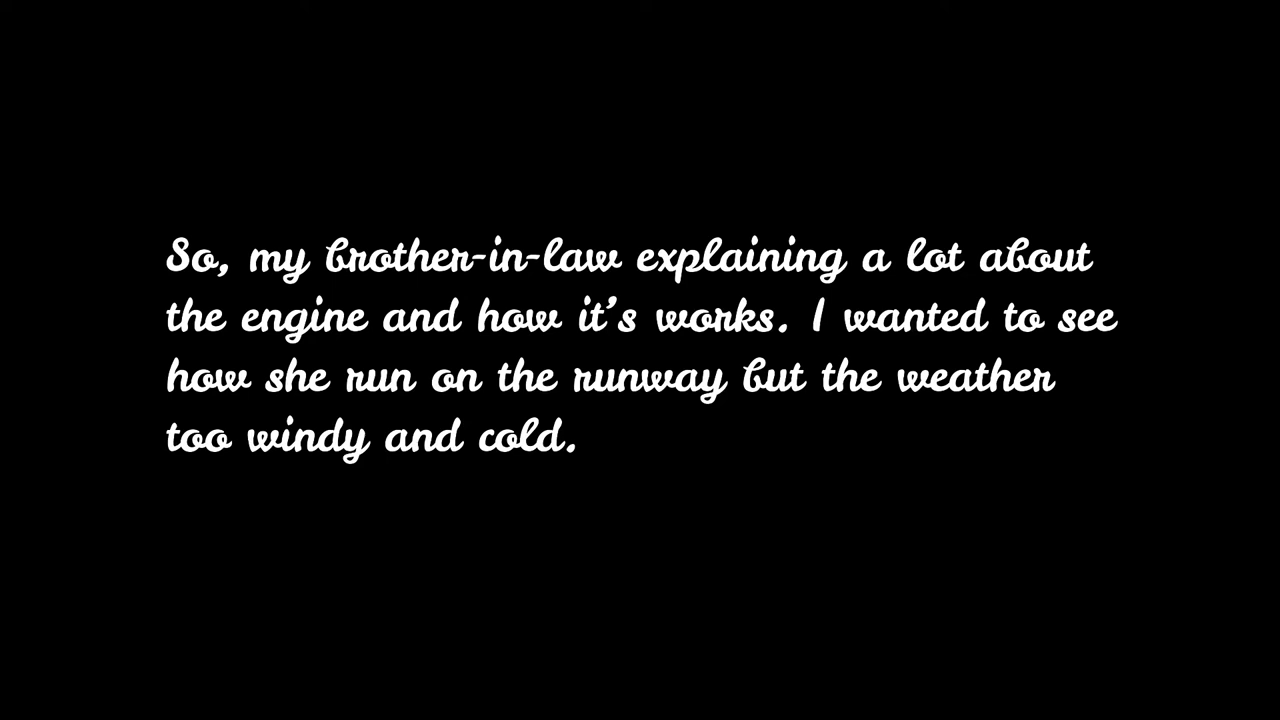 So, my brother-in-law explaining a lot about
the engine and how it's works. I wanted to see
how she run on the runway but the weather
too windy and cold.